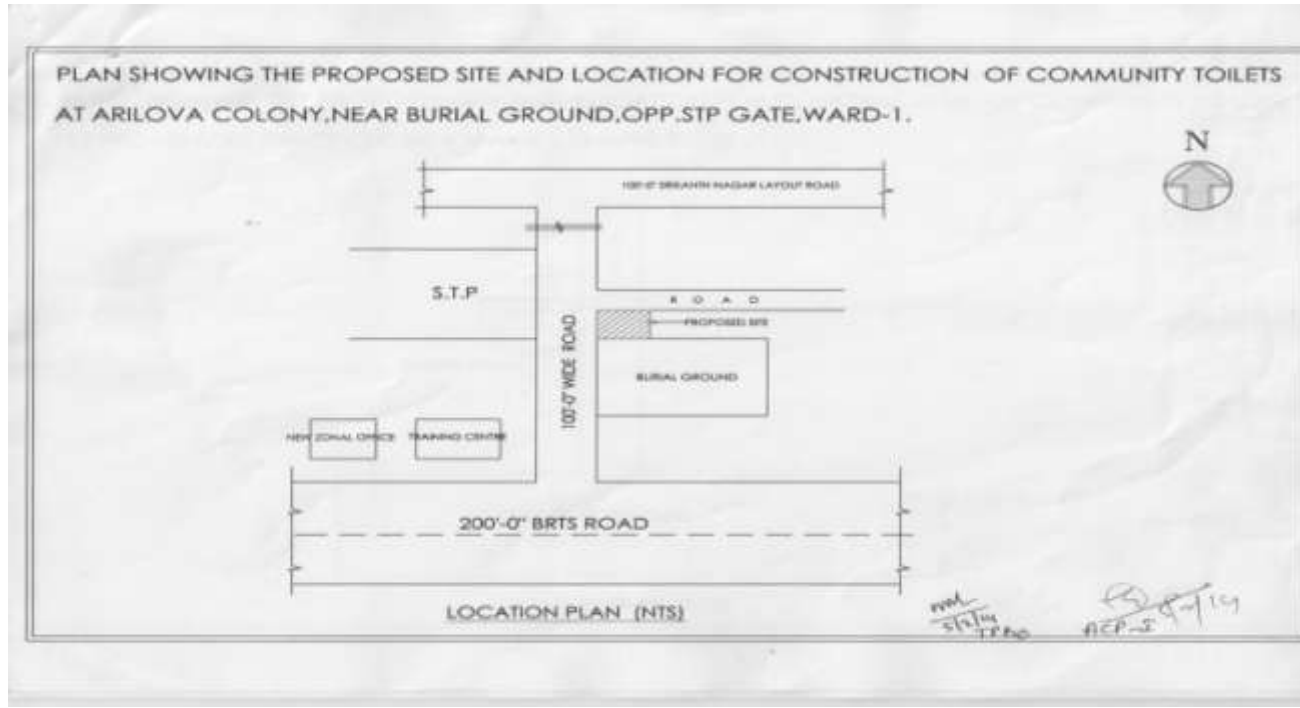 PLAN SHOWING THE PROPOSED SITE AND LOCATION FOR CONSTRUCTION OF COMMUNITY TOILETS
AT ARILOVA COLONY,NEAR BURIAL GROUND,OPP.STP GATE,WARD-1.
N
100'-0" SRIKANTH NAGAR LAYOUT ROAD
S.T.P
ROAD
PROPOSED SITE
100'-0" WIDE ROAD
BURIAL GROUND
NEW ZONAL OFFICE
TRAINING CENTRE
200'-0" BRTS ROAD
LOCATION PLAN (NTS)
ACP-I